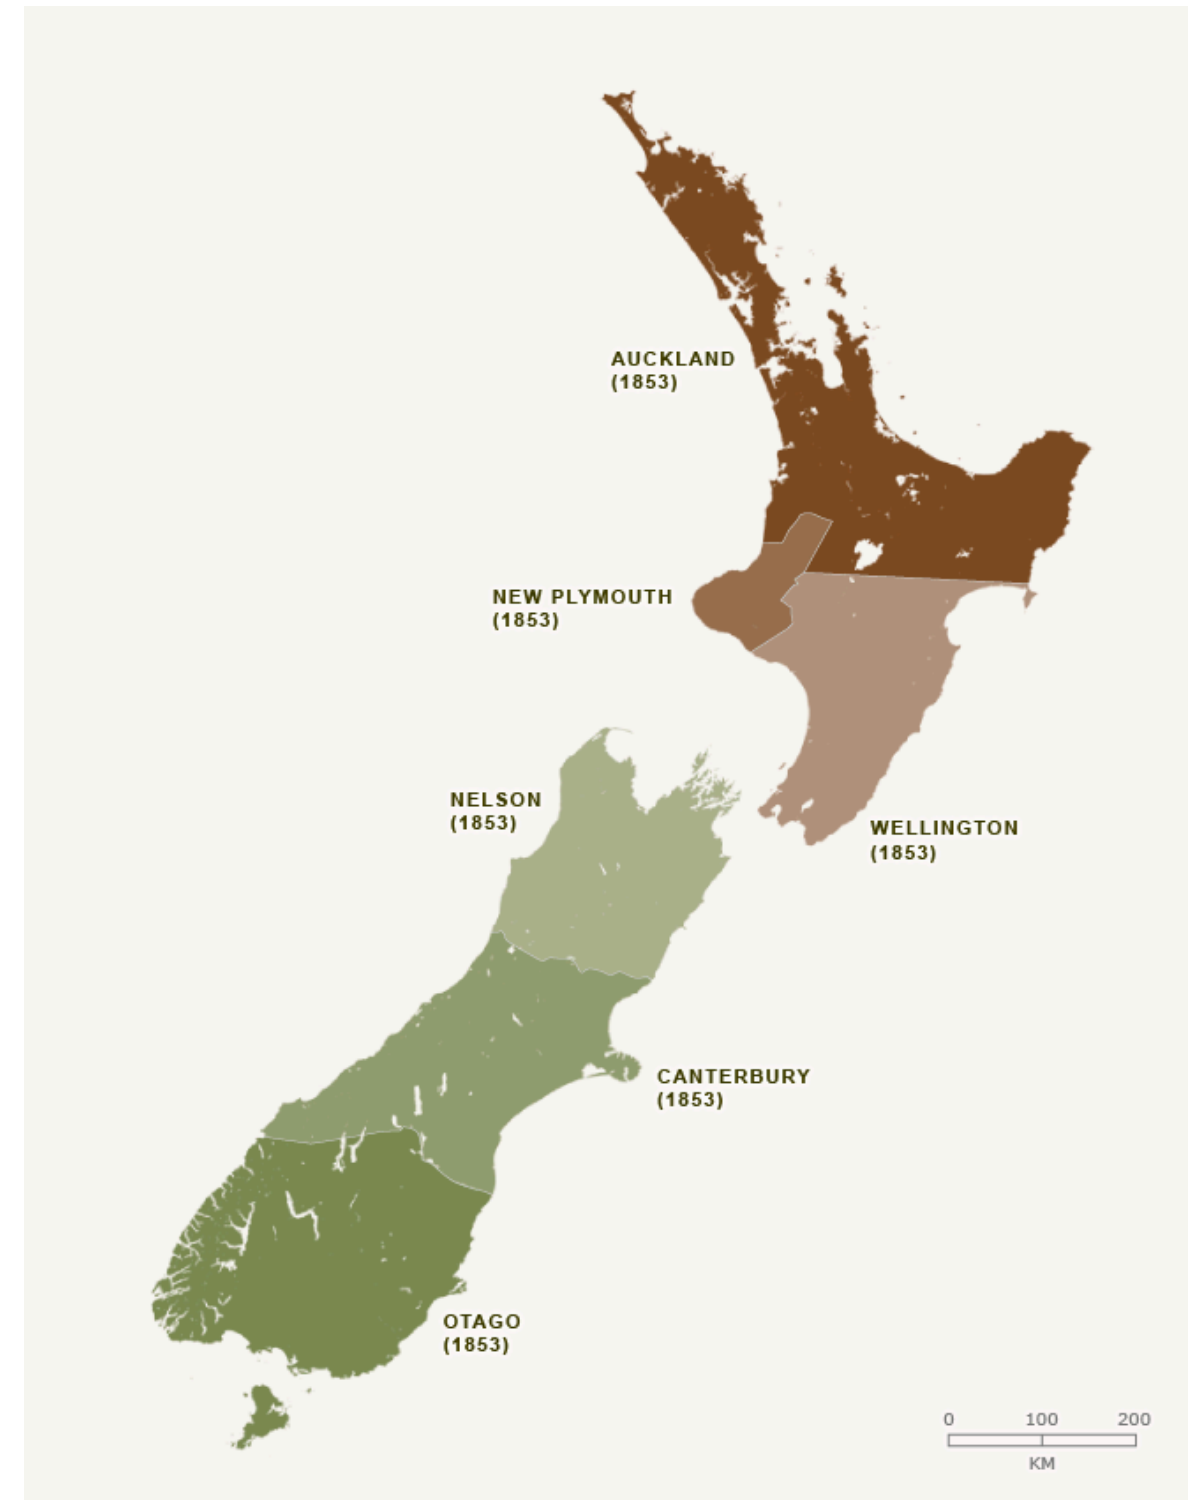 AUCKLAND
(1853)
NEW PLYMOUTH
(1853)
NELSON
(1853)
WELLINGTON
(1853)
CANTERBURY
(1853)
OTAGO
(1853)
0 100 200
KM